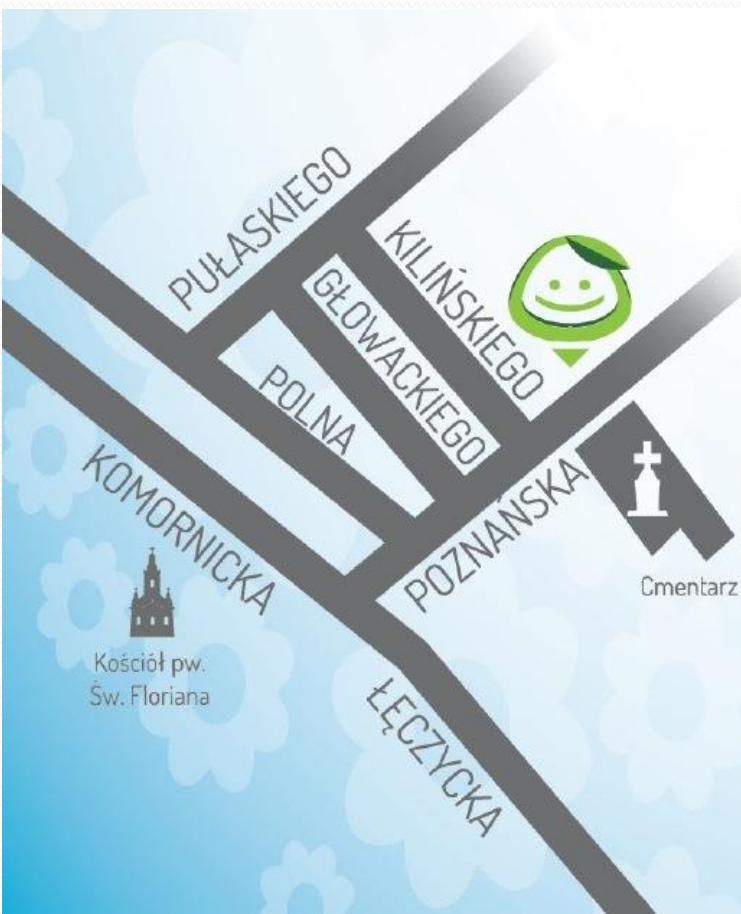 PUŁASKIEGO
KILIŃSKIEGO
GŁOWACKIEGO
POLNA
KOMORNICKA
POZNAŃSKA
Cmentarz
Kościół pw.
Św. Floriana
ŁĘCZYCKA